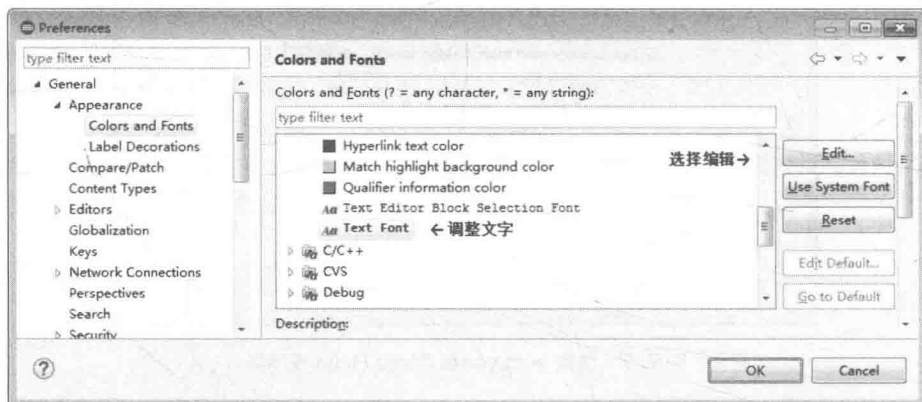 Preferences
type filter text
General
Appearance
Colors and Fonts
Label Decorations
Compare/Patch
Content Types
Editors
Globalization
Keys
Network Connections
Perspectives
Search
Security
Colors and Fonts
Colors and Fonts (? = any character, * = any string):
type filter text
Hyperlink text color
Match highlight background color
Qualifier information color
Aa Text Editor Block Selection Font
Aa Text Font ←调整文字
C/C++
CVS
Debug
选择编辑→
Edit...
Use System Font
Reset
Edit Default...
Go to Default
Description:
OK
Cancel